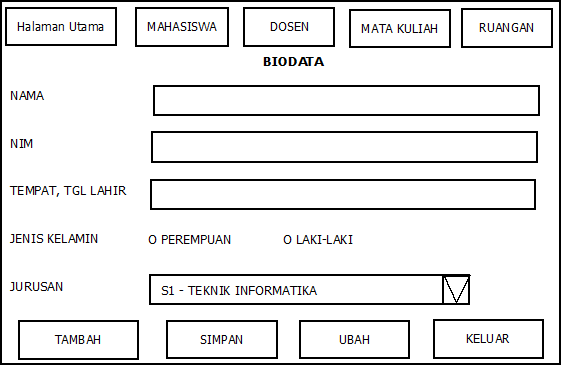 Halaman Utama MAHASISWA DOSEN MATA KULIAH RUANGAN
BIODATA
NAMA
NIM
TEMPAT, TGL LAHIR
JENIS KELAMIN O PEREMPUAN O LAKI-LAKI
JURUSAN S1 - TEKNIK INFORMATIKA
TAMBAH SIMPAN UBAH KELUAR